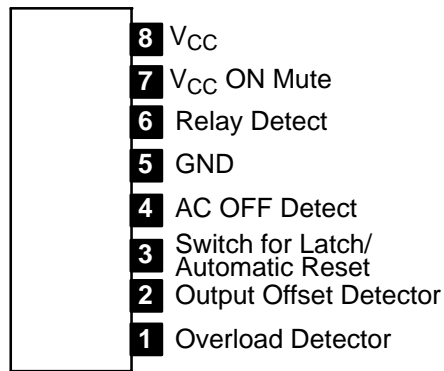 8 VCC
7 VCC ON Mute
6 Relay Detect
5 GND
4 AC OFF Detect
3 Switch for Latch/
Automatic Reset
2 Output Offset Detector
1 Overload Detector